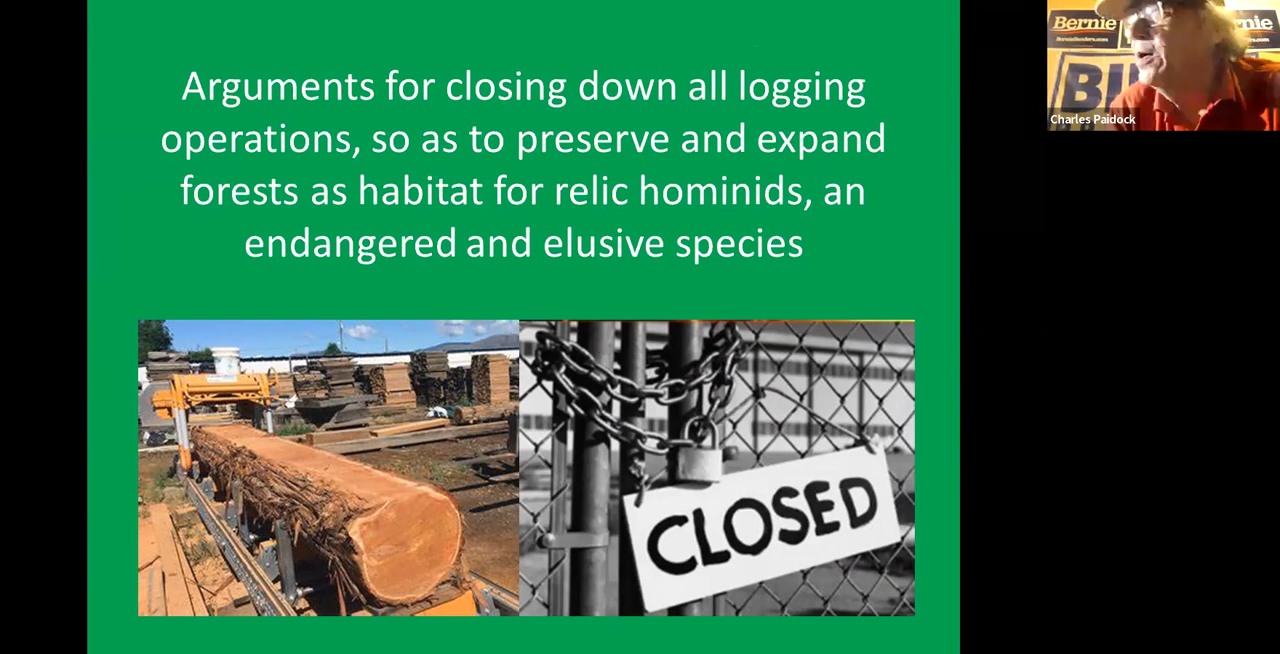 Arguments for closing down all logging
operations, so as to preserve and expand
forests as habitat for relic hominids, an
endangered and elusive species
CLOSED
Bernie
rnie
Charles Paidock